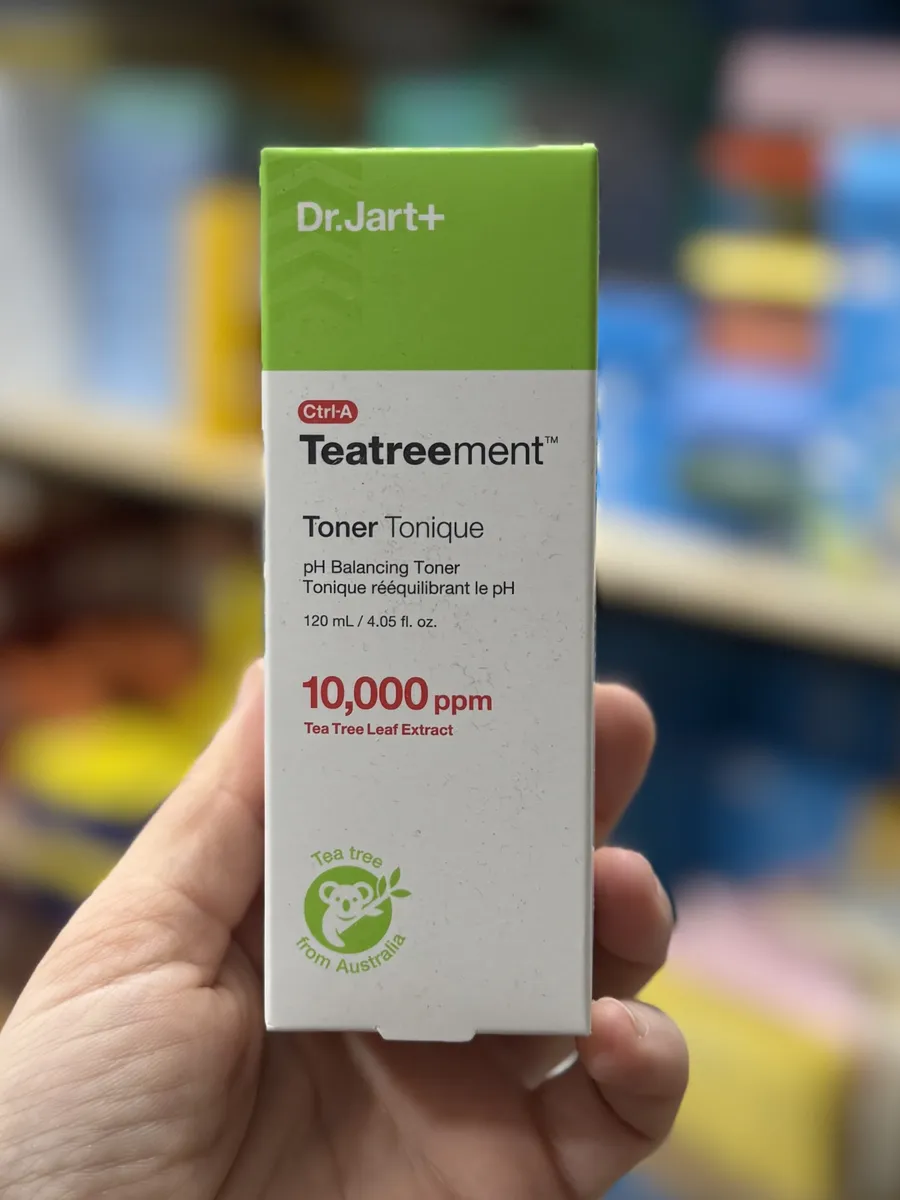 Dr.Jart+
Ctrl-A
Teatreement™
Toner Tonique
pH Balancing Toner
Tonique rééquilibrant le pH
120 mL / 4.05 fl. oz.
10,000 ppm
Tea Tree Leaf Extract
Tea tree
from Australia